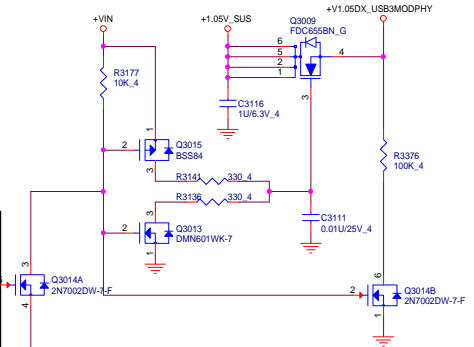 +VIN
+1.05V_SUS
Q3009
FDC655BN_G
+V1.05DX_USB3MODPHY
6
5
2
1
4
3
R3177
10K_4
C3116
1U/6.3V_4
1
2
Q3015
BSS84
3
R3141
330_4
R3136
330_4
R3376
100K_4
3
2
Q3013
DMN601WK-7
1
C3111
0.01U/25V_4
3
Q3014A
2N7002DW-7-F
4
6
2
Q3014B
2N7002DW-7-F
1